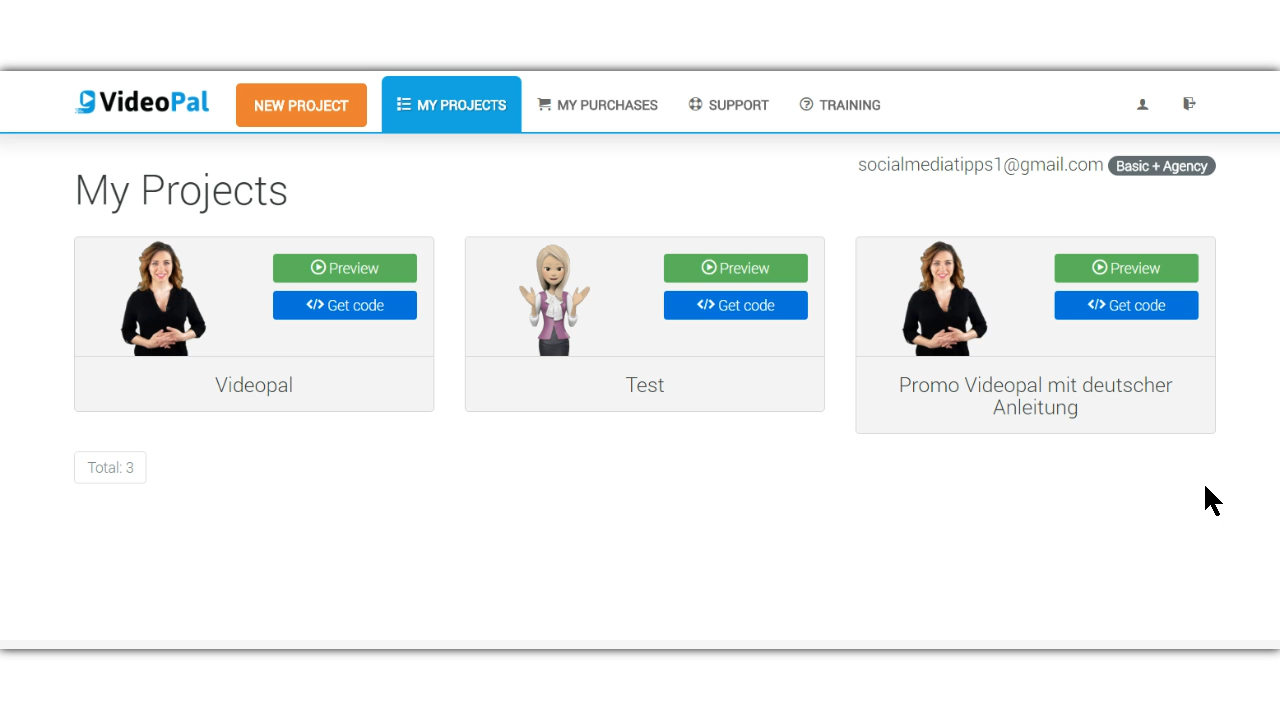 VideoPal NEW PROJECT MY PROJECTS MY PURCHASES SUPPORT TRAINING
socialmediatipps1@gmail.com Basic + Agency
My Projects
Preview
</> Get code
Videopal
Preview
</> Get code
Test
Preview
</> Get code
Promo Videopal mit deutscher
Anleitung
Total: 3